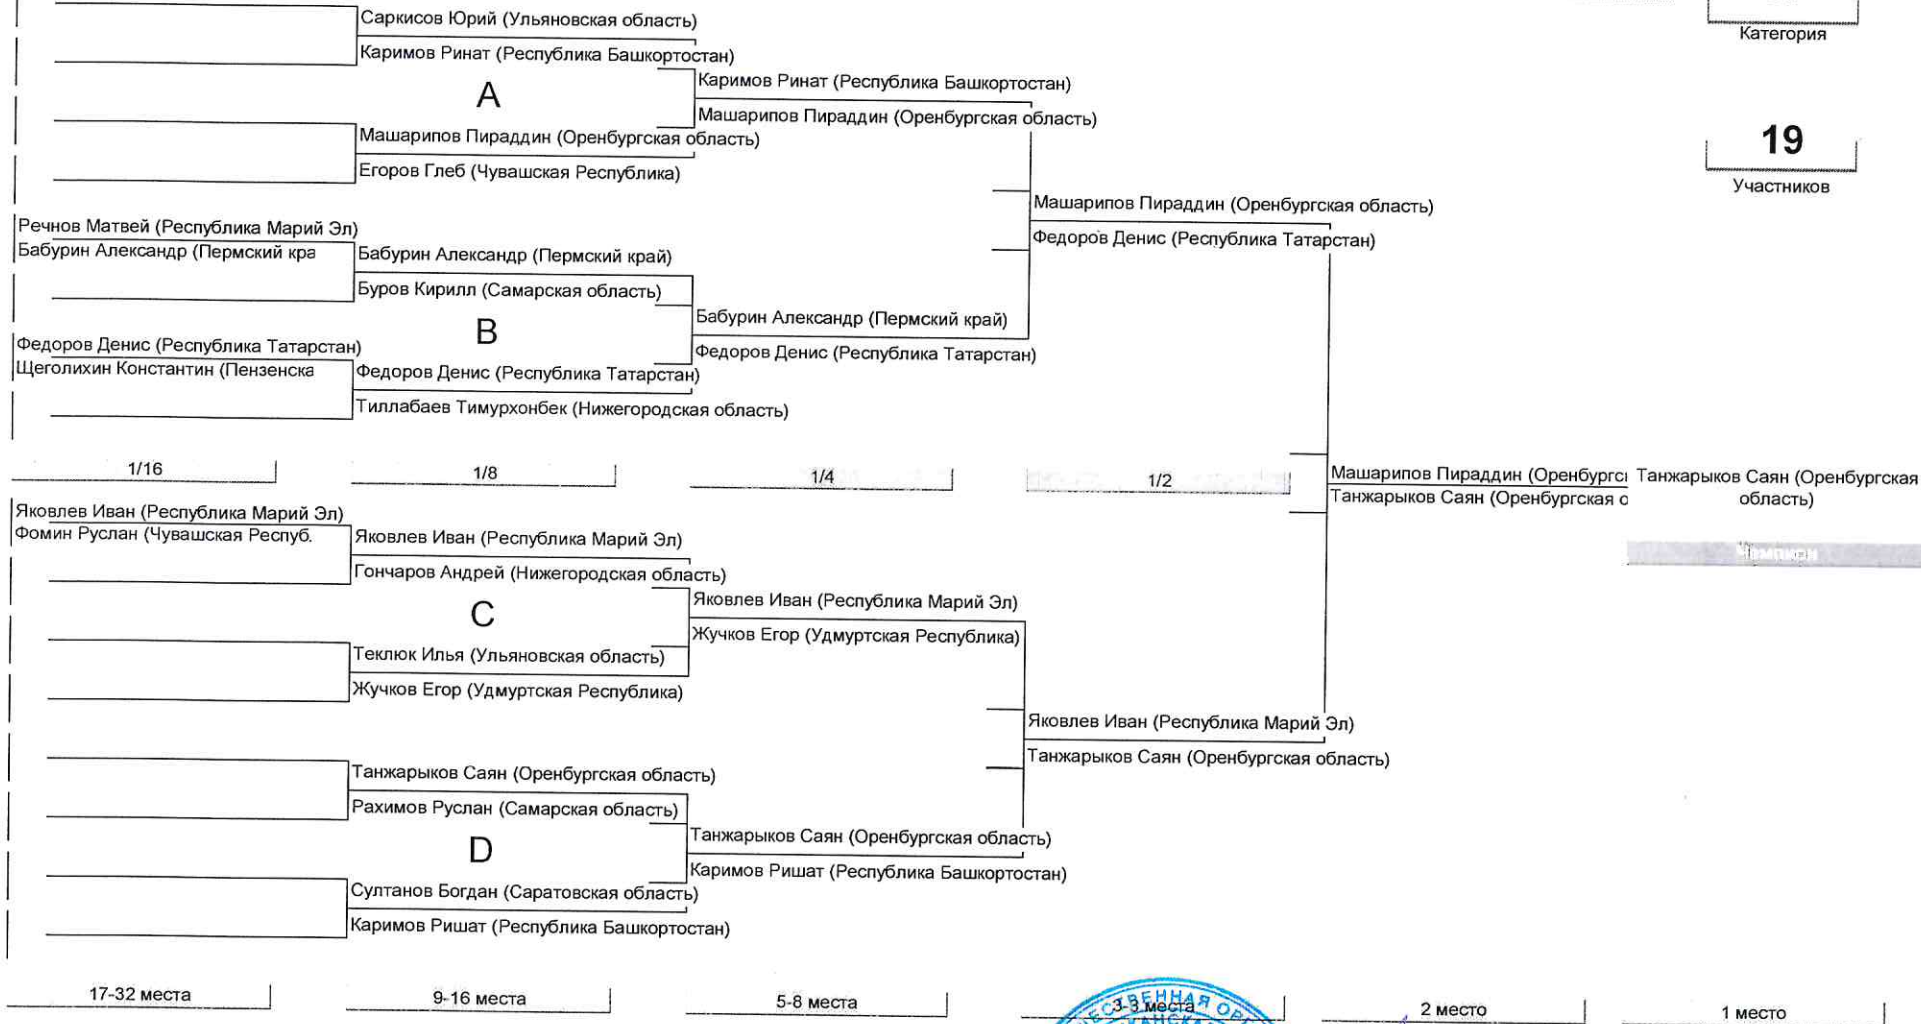 Саркисов Юрий (Ульяновская область)
Каримов Ринат (Республика Башкортостан)
Категория
A
Каримов Ринат (Республика Башкортостан)
Машарипов Пираддин (Оренбургская область)
Машарипов Пираддин (Оренбургская область)
Егоров Глеб (Чувашская Республика)
19
Участников
Машарипов Пираддин (Оренбургская область)
Федоров Денис (Республика Татарстан)
Речнов Матвей (Республика Марий Эл)
Бабурин Александр (Пермский кра
Бабурин Александр (Пермский край)
Буров Кирилл (Самарская область)
B
Бабурин Александр (Пермский край)
Федоров Денис (Республика Татарстан)
Федоров Денис (Республика Татарстан)
Щеголихин Константин (Пензенска
Федоров Денис (Республика Татарстан)
Тиллабаев Тимурхонбек (Нижегородская область)
1/16
1/8
1/4
1/2
Машарипов Пираддин (Оренбургс
Танжарыков Саян (Оренбургская о
Танжарыков Саян (Оренбургская
область)
Чемпион
Яковлев Иван (Республика Марий Эл)
Фомин Руслан (Чувашская Респуб.
Яковлев Иван (Республика Марий Эл)
Гончаров Андрей (Нижегородская область)
C
Яковлев Иван (Республика Марий Эл)
Жучков Егор (Удмуртская Республика)
Теклюк Илья (Ульяновская область)
Жучков Егор (Удмуртская Республика)
Яковлев Иван (Республика Марий Эл)
Танжарыков Саян (Оренбургская область)
Танжарыков Саян (Оренбургская область)
Рахимов Руслан (Самарская область)
D
Танжарыков Саян (Оренбургская область)
Каримов Ришат (Республика Башкортостан)
Султанов Богдан (Саратовская область)
Каримов Ришат (Республика Башкортостан)
17-32 места
9-16 места
5-8 места
3-3 места
2 место
1 место